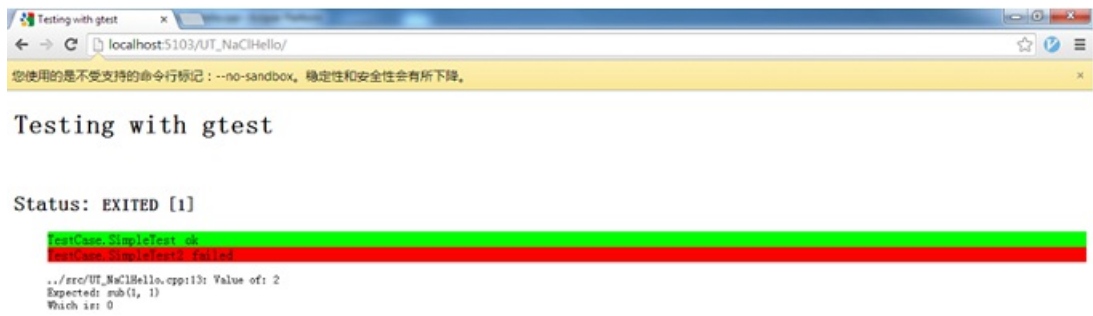 Testing with gtest
localhost:5103/UT_NaClHello/
您使用的是不受支持的命令行标记：--no-sandbox。稳定性和安全性会有所下降。
Testing with gtest
Status: EXITED [1]
TestCase.SimpleTest ok
TestCase.SimpleTest2 failed
../src/UT_NaClHello.cpp:13: Value of: 2
Expected: sub(1, 1)
Which is: 0